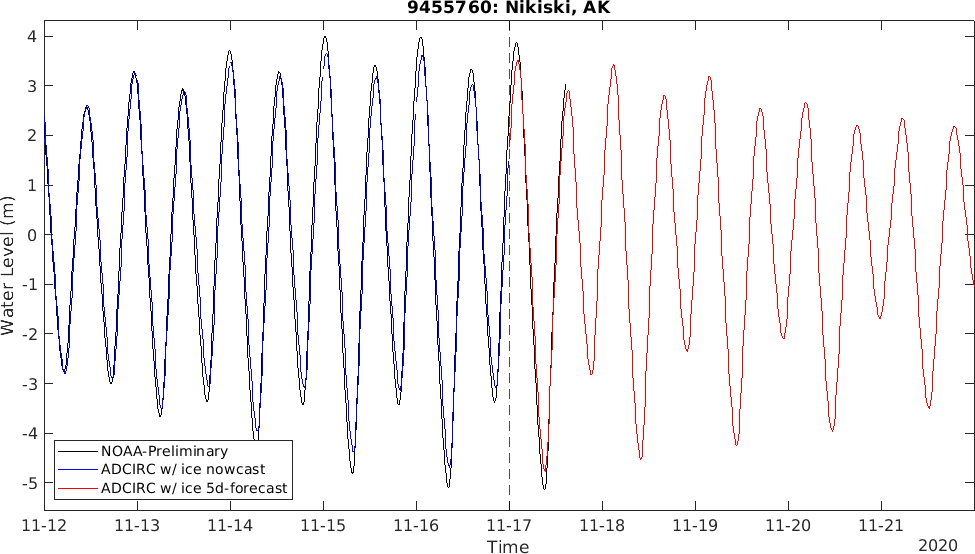 9455760: Nikiski, AK
4
3
2
1
0
-1
-2
-3
-4
-5
Water Level (m)
NOAA-Preliminary
ADCIRC w/ ice nowcast
ADCIRC w/ ice 5d-forecast
11-12 11-13 11-14 11-15 11-16 11-17 11-18 11-19 11-20 11-21
Time
2020